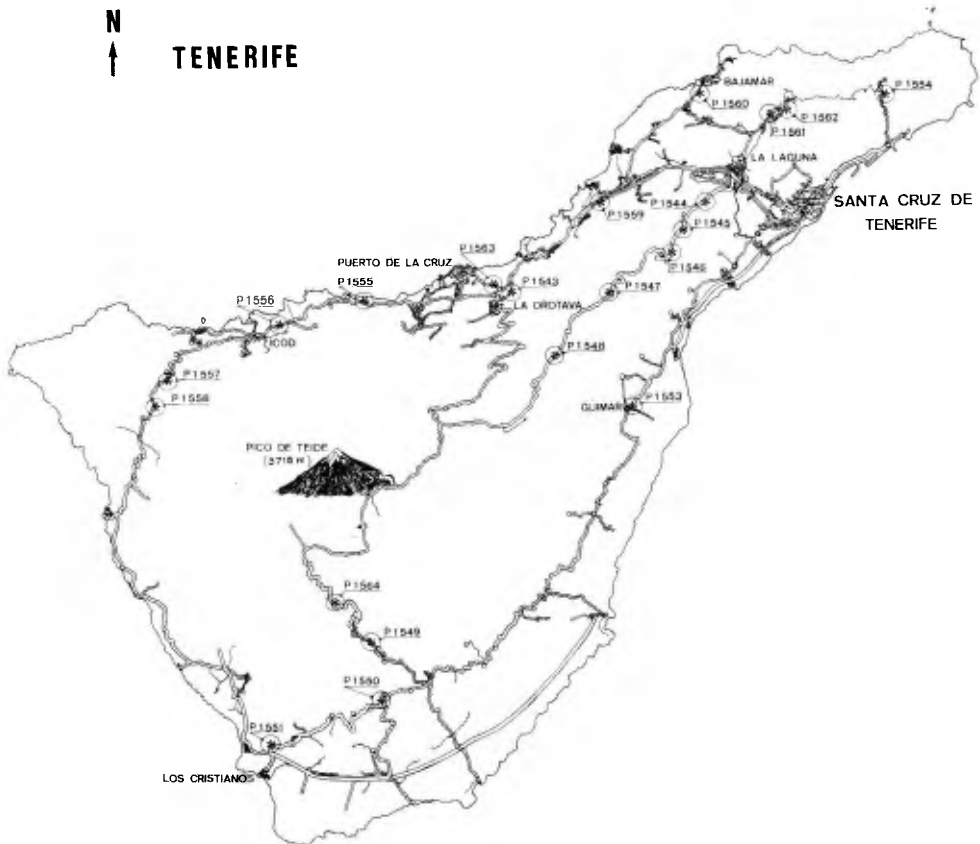 N
TENERIFE
BAJAMAR
P 1554
P 1560
P 1562
P 1561
LA LAGUNA
SANTA CRUZ DE
TENERIFE
P 1544
P 1559
P 1545
P 1563
P 1546
PUERTO DE LA CRUZ
P 1555
P 1543
P 1547
LA OROTAVA
P 1556
ICOD
P 1548
P 1557
P 1558
P 1553
GUIMAR
PICO DE TEIDE
(3718 M)
P 1564
P 1549
P 1550
P 1551
LOS CRISTIANO